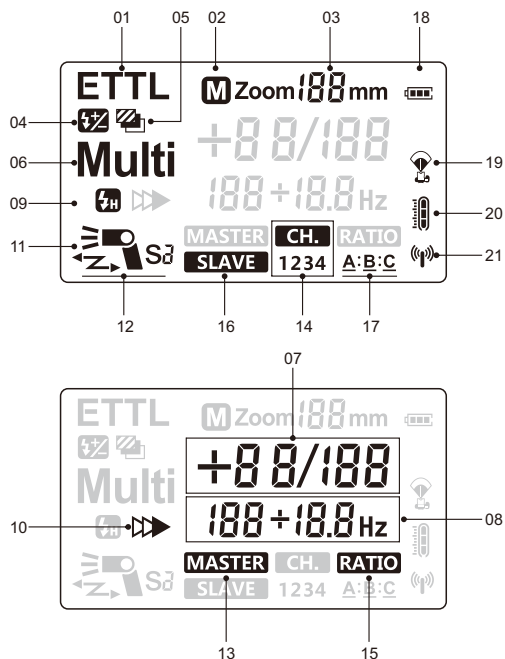 01 05 02 03 18
ETTL M Zoom 188 mm
04
+88/188
06 Multi
19
09 H 188+18.8 Hz
20
11 Sa MASTER CH. RATIO
Z SLAVE 1234 A:B:C 21
12 16 14 17
07
ETTL M Zoom 188 mm
+88/188
Multi
10 H 188+18.8 Hz 08
Sa MASTER CH. RATIO
Z SLAVE 1234 A:B:C
13 15